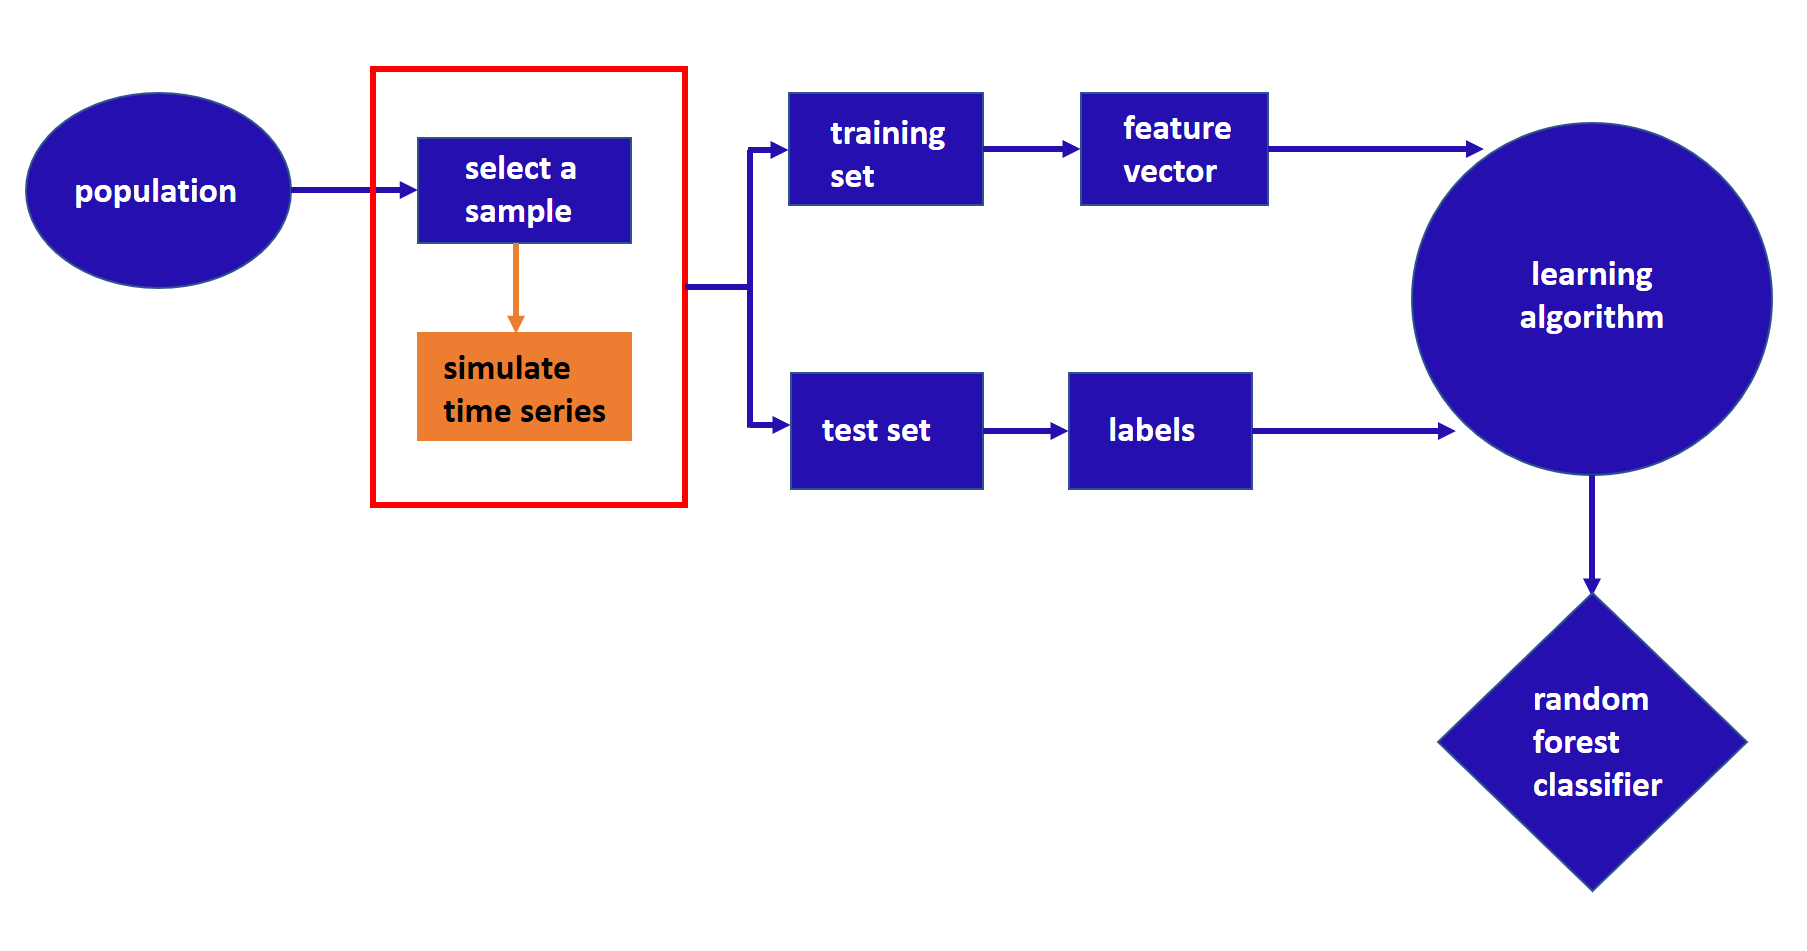 population
select a
sample
simulate
time series
training
set
feature
vector
test set
labels
learning
algorithm
random
forest
classifier